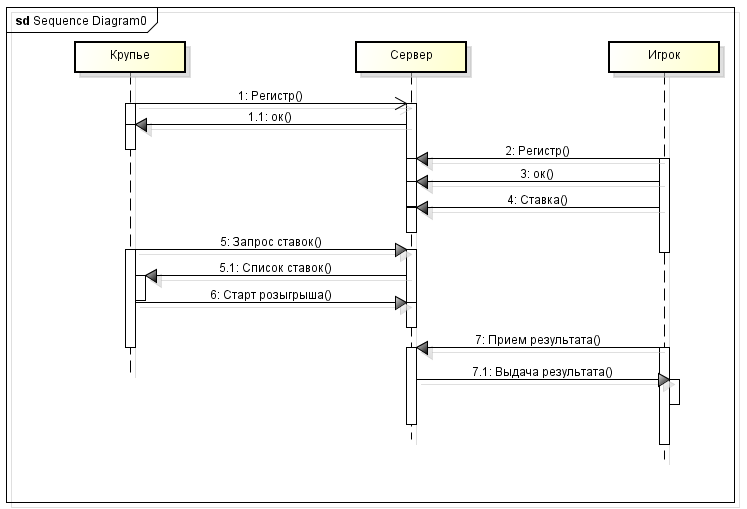 sd Sequence Diagram0
Крупье
Сервер
Игрок
1: Регистр()
1.1: ок()
2: Регистр()
3: ок()
4: Ставка()
5: Запрос ставок()
5.1: Список ставок()
6: Старт розыгрыша()
7: Прием результата()
7.1: Выдача результата()